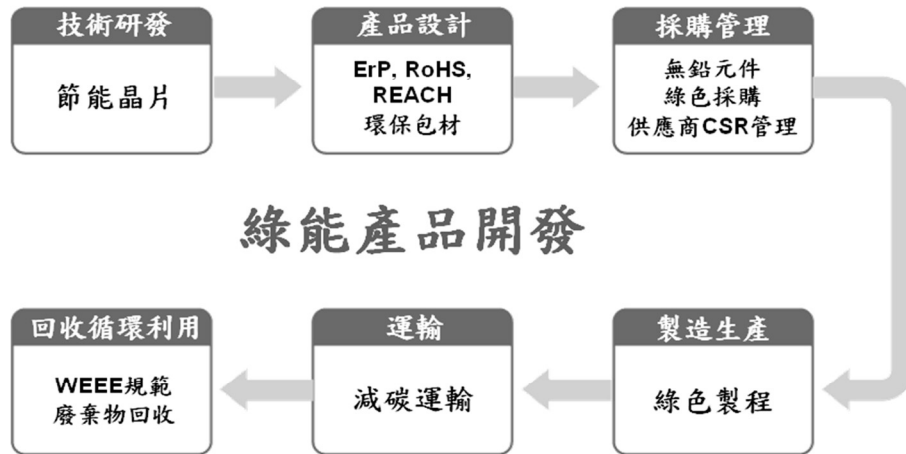 技術研發
節能晶片
產品設計
ErP, RoHS,
REACH
環保包材
採購管理
無鉛元件
綠色採購
供應商CSR管理
綠能產品開發
製造生產
綠色製程
運輸
減碳運輸
回收循環利用
WEEE規範
廢棄物回收